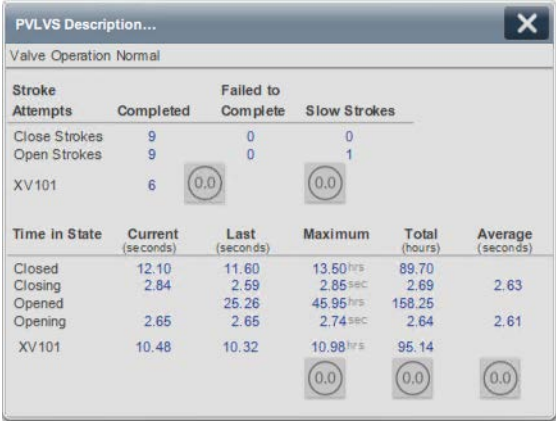 PVLVS Description...
Valve Operation Normal
Stroke Attempts Completed Failed to Complete Slow Strokes
Close Strokes 9 0 0
Open Strokes 9 0 1
XV101 6 0.0 0.0
Time in State Current (seconds) Last (seconds) Maximum Total (hours) Average (seconds)
Closed 12.10 11.60 13.50 hrs 89.70
Closing 2.84 2.59 2.85 sec 2.69 2.63
Opened 25.26 45.95 hrs 158.25
Opening 2.65 2.65 2.74 sec 2.64 2.61
XV101 10.48 10.32 10.98 hrs 95.14
0.0 0.0 0.0